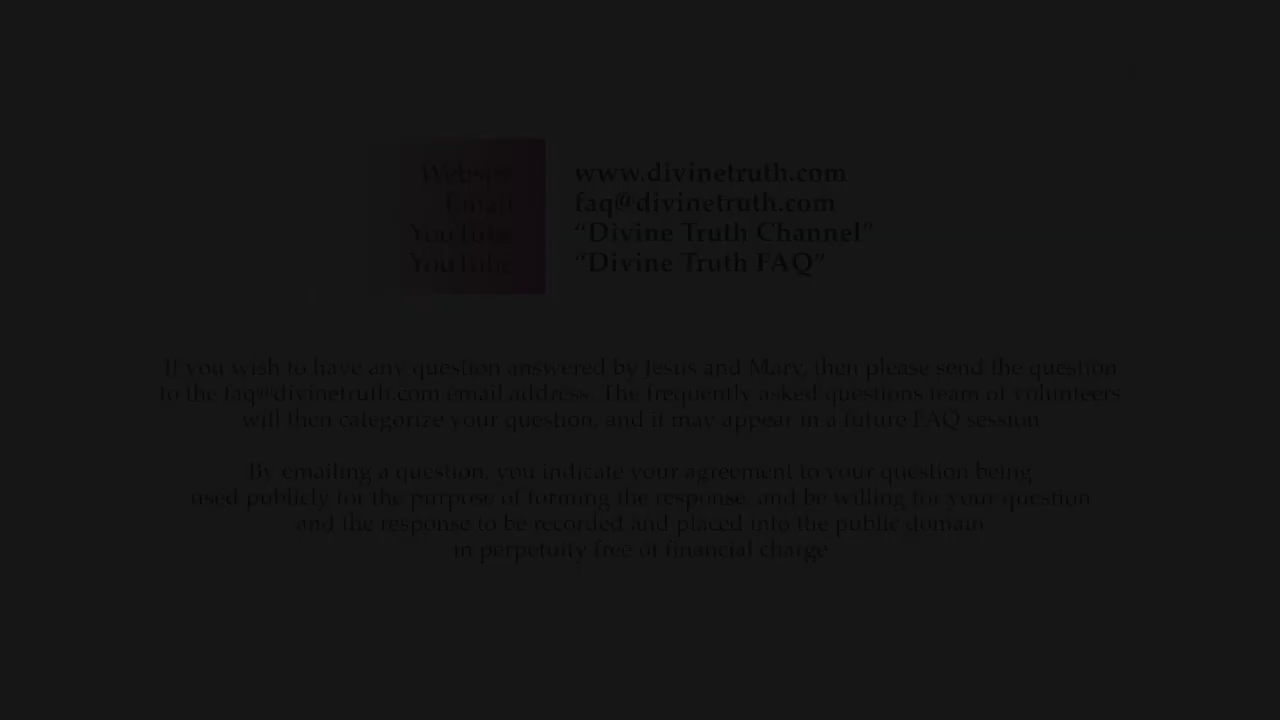 Website www.divinetruth.com
Email faq@divinetruth.com
YouTube “Divine Truth Channel”
YouTube “Divine Truth FAQ”
If you wish to have any question answered by Jesus and Mary, then please send the question
to the faq@divinetruth.com email address. The frequently asked questions team of volunteers
will then categorize your question, and it may appear in a future FAQ session
By emailing a question, you indicate your agreement to your question being
used publicly for the purpose of forming the response, and be willing for your question
and the response to be recorded and placed into the public domain
in perpetuity free of financial charge